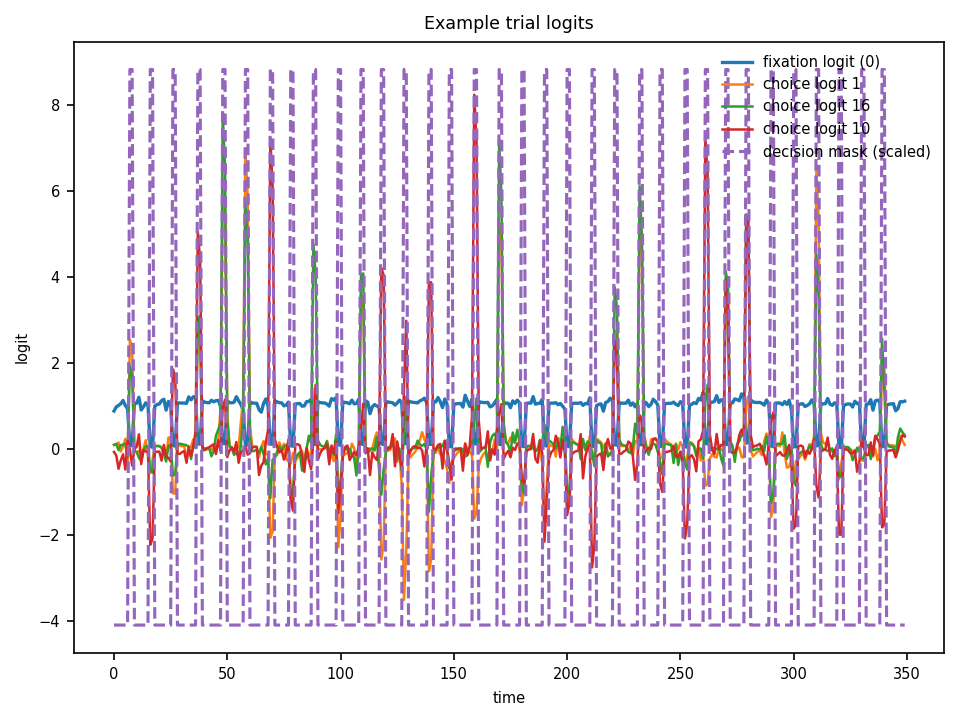 Example trial logits
fixation logit (0)
choice logit 1
choice logit 16
choice logit 10
decision mask (scaled)
logit
8
6
4
2
0
−2
−4
0 50 100 150 200 250 300 350
time